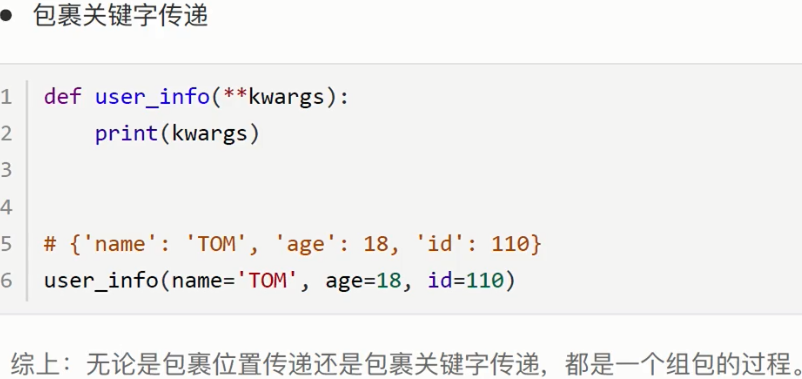 • 包裹关键字传递
1 def user_info(**kwargs):
2     print(kwargs)
3
4
5 # {'name': 'TOM', 'age': 18, 'id': 110}
6 user_info(name='TOM', age=18, id=110)
综上：无论是包裹位置传递还是包裹关键字传递，都是一个组包的过程。